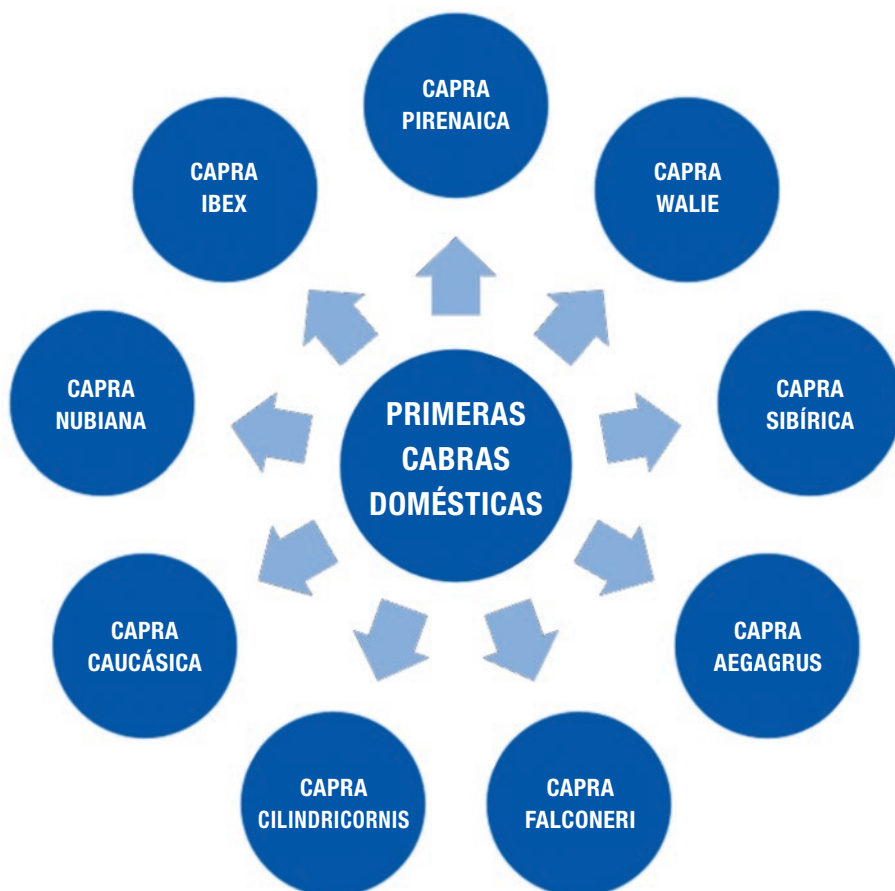 CAPRA
PIRENAICA
CAPRA
WALIE
CAPRA
SIBÍRICA
CAPRA
AEGAGRUS
CAPRA
FALCONERI
CAPRA
CILINDRICORNIS
CAPRA
CAUCÁSICA
CAPRA
NUBIANA
CAPRA
IBEX
PRIMERAS
CABRAS
DOMÉSTICAS